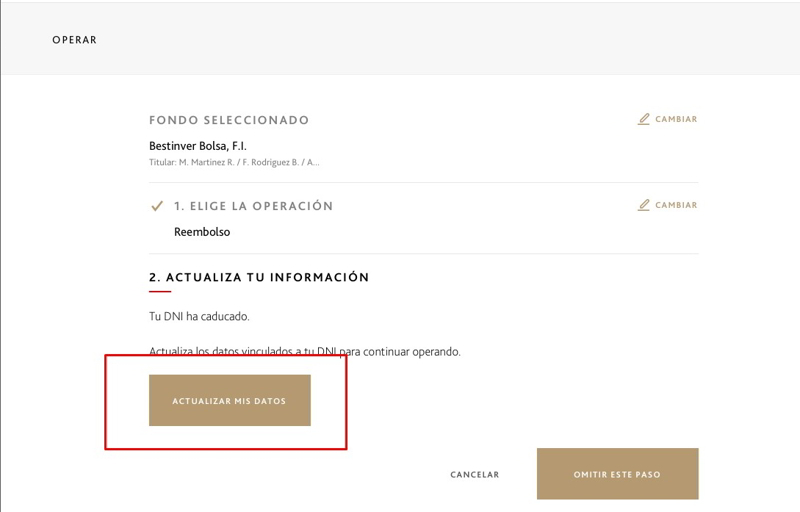 OPERAR
FONDO SELECCIONADO
CAMBIAR
Bestinver Bolsa, F.I.
Titular: M. Martinez R. / F. Rodriguez B. / A...
1. ELIGE LA OPERACIÓN
CAMBIAR
Reembolso
2. ACTUALIZA TU INFORMACIÓN
Tu DNI ha caducado.
Actualiza los datos vinculados a tu DNI para continuar operando.
ACTUALIZAR MIS DATOS
CANCELAR
OMITIR ESTE PASO